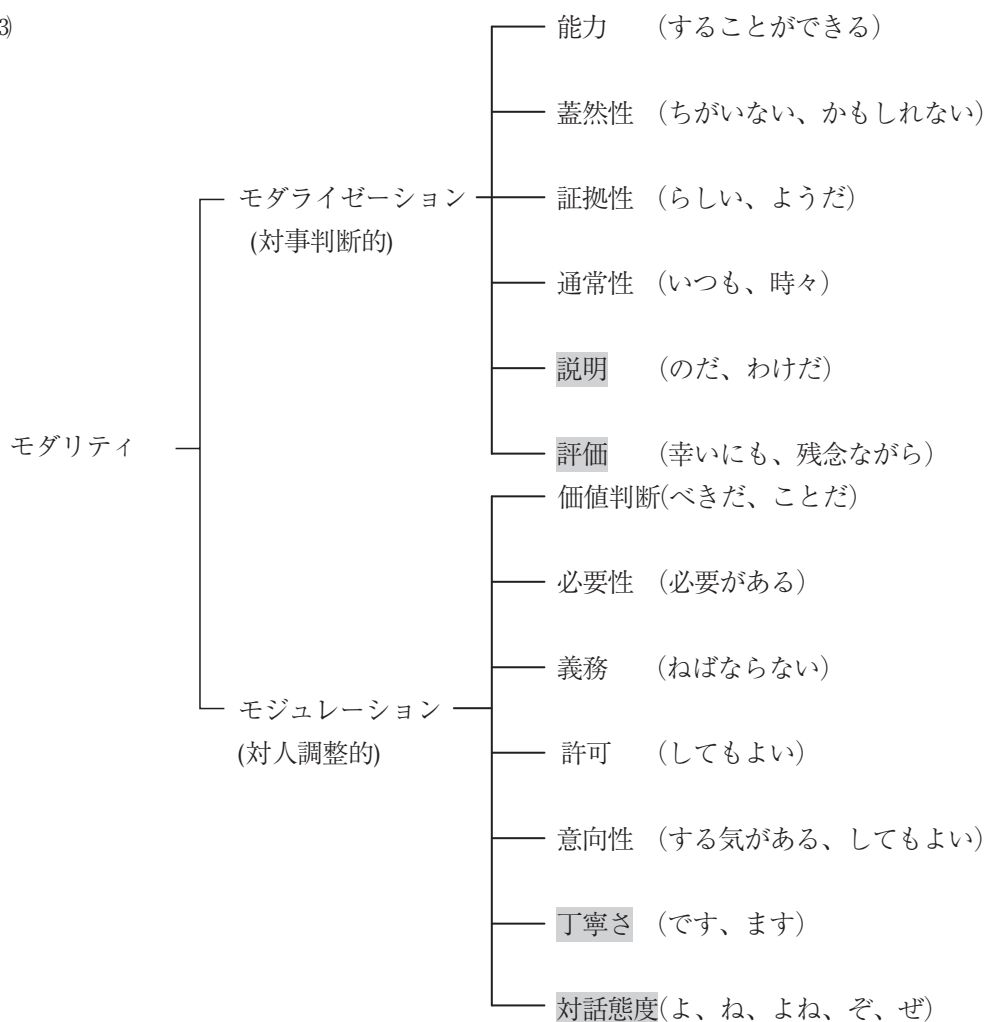 3)
能力 （することができる）
蓋然性 （ちがいない、かもしれない）
モダライゼーション
(対事判断的)
証拠性 （らしい、ようだ）
通常性 （いつも、時々）
説明 （のだ、わけだ）
モダリティ
評価 （幸いにも、残念ながら）
価値判断(べきだ、ことだ）
必要性 （必要がある）
義務 （ねばならない）
モジュレーション
(対人調整的)
許可 （してもよい）
意向性 （する気がある、してもよい）
丁寧さ （です、ます）
対話態度(よ、ね、よね、ぞ、ぜ）